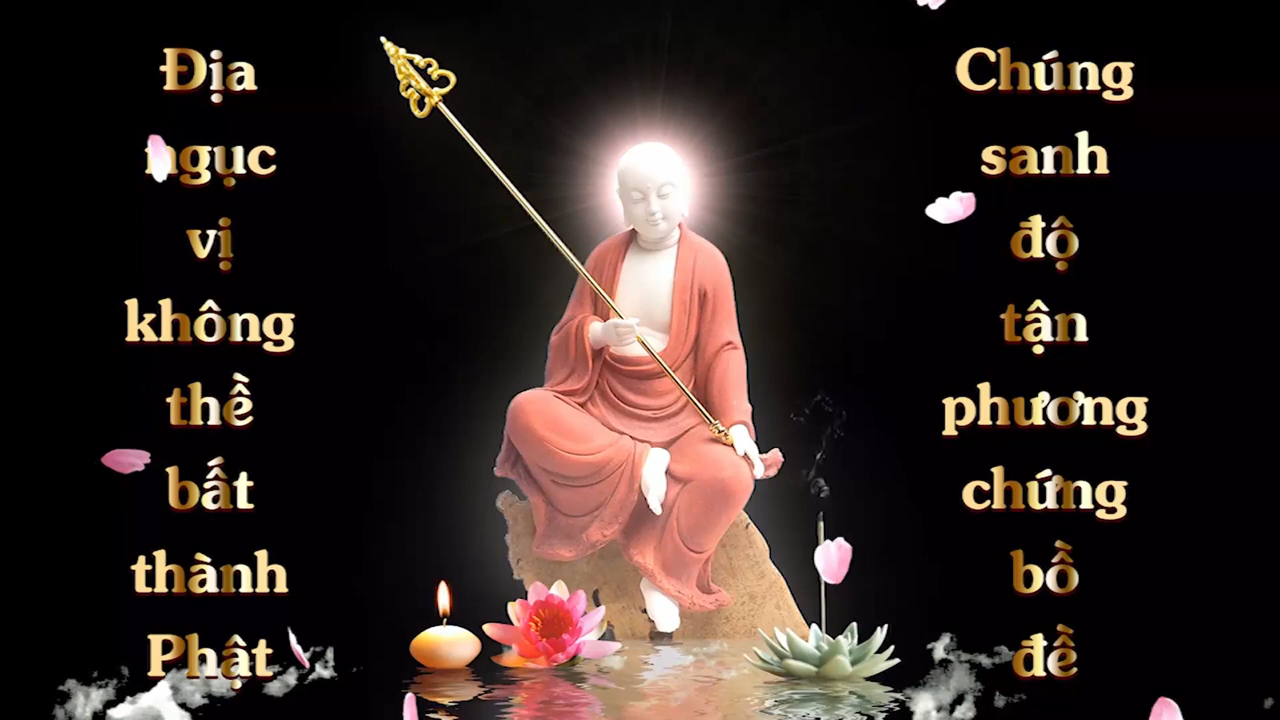 Địa
ngục
vị
không
thề
bất
thành
Phật
Chúng
sanh
độ
tận
phương
chứng
bồ
đề